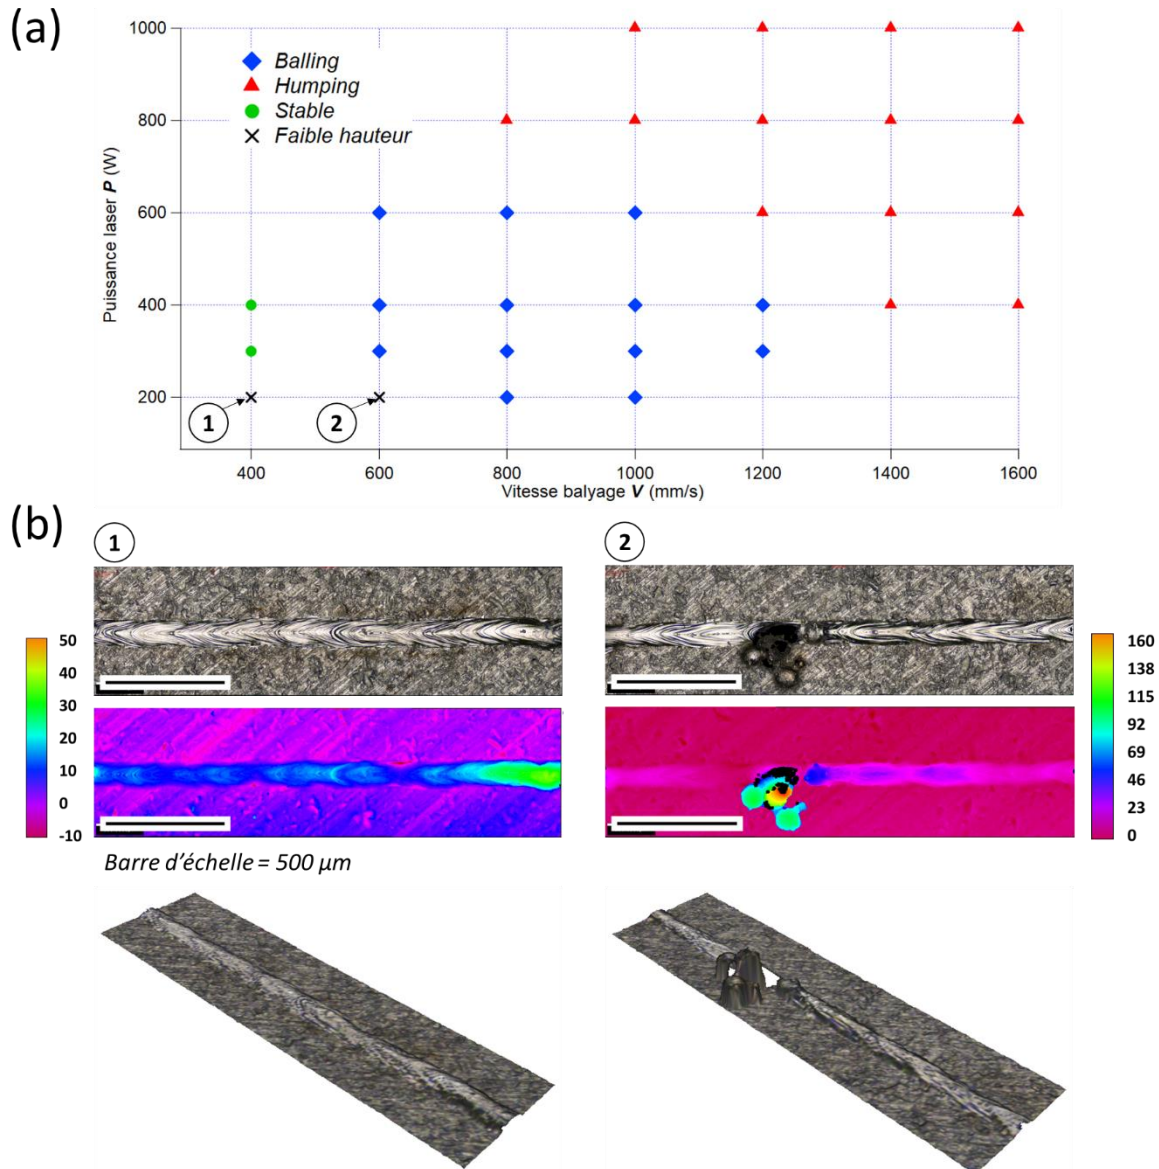 (a)
Balling
Humping
Stable
Faible hauteur
1000
800
600
400
200
Puissance laser P (W)
1
2
400 600 800 1000 1200 1400 1600
Vitesse balyage V (mm/s)
(b)
1
2
50
40
30
20
10
0
-10
160
138
115
92
69
46
23
0
Barre d'échelle = 500 µm